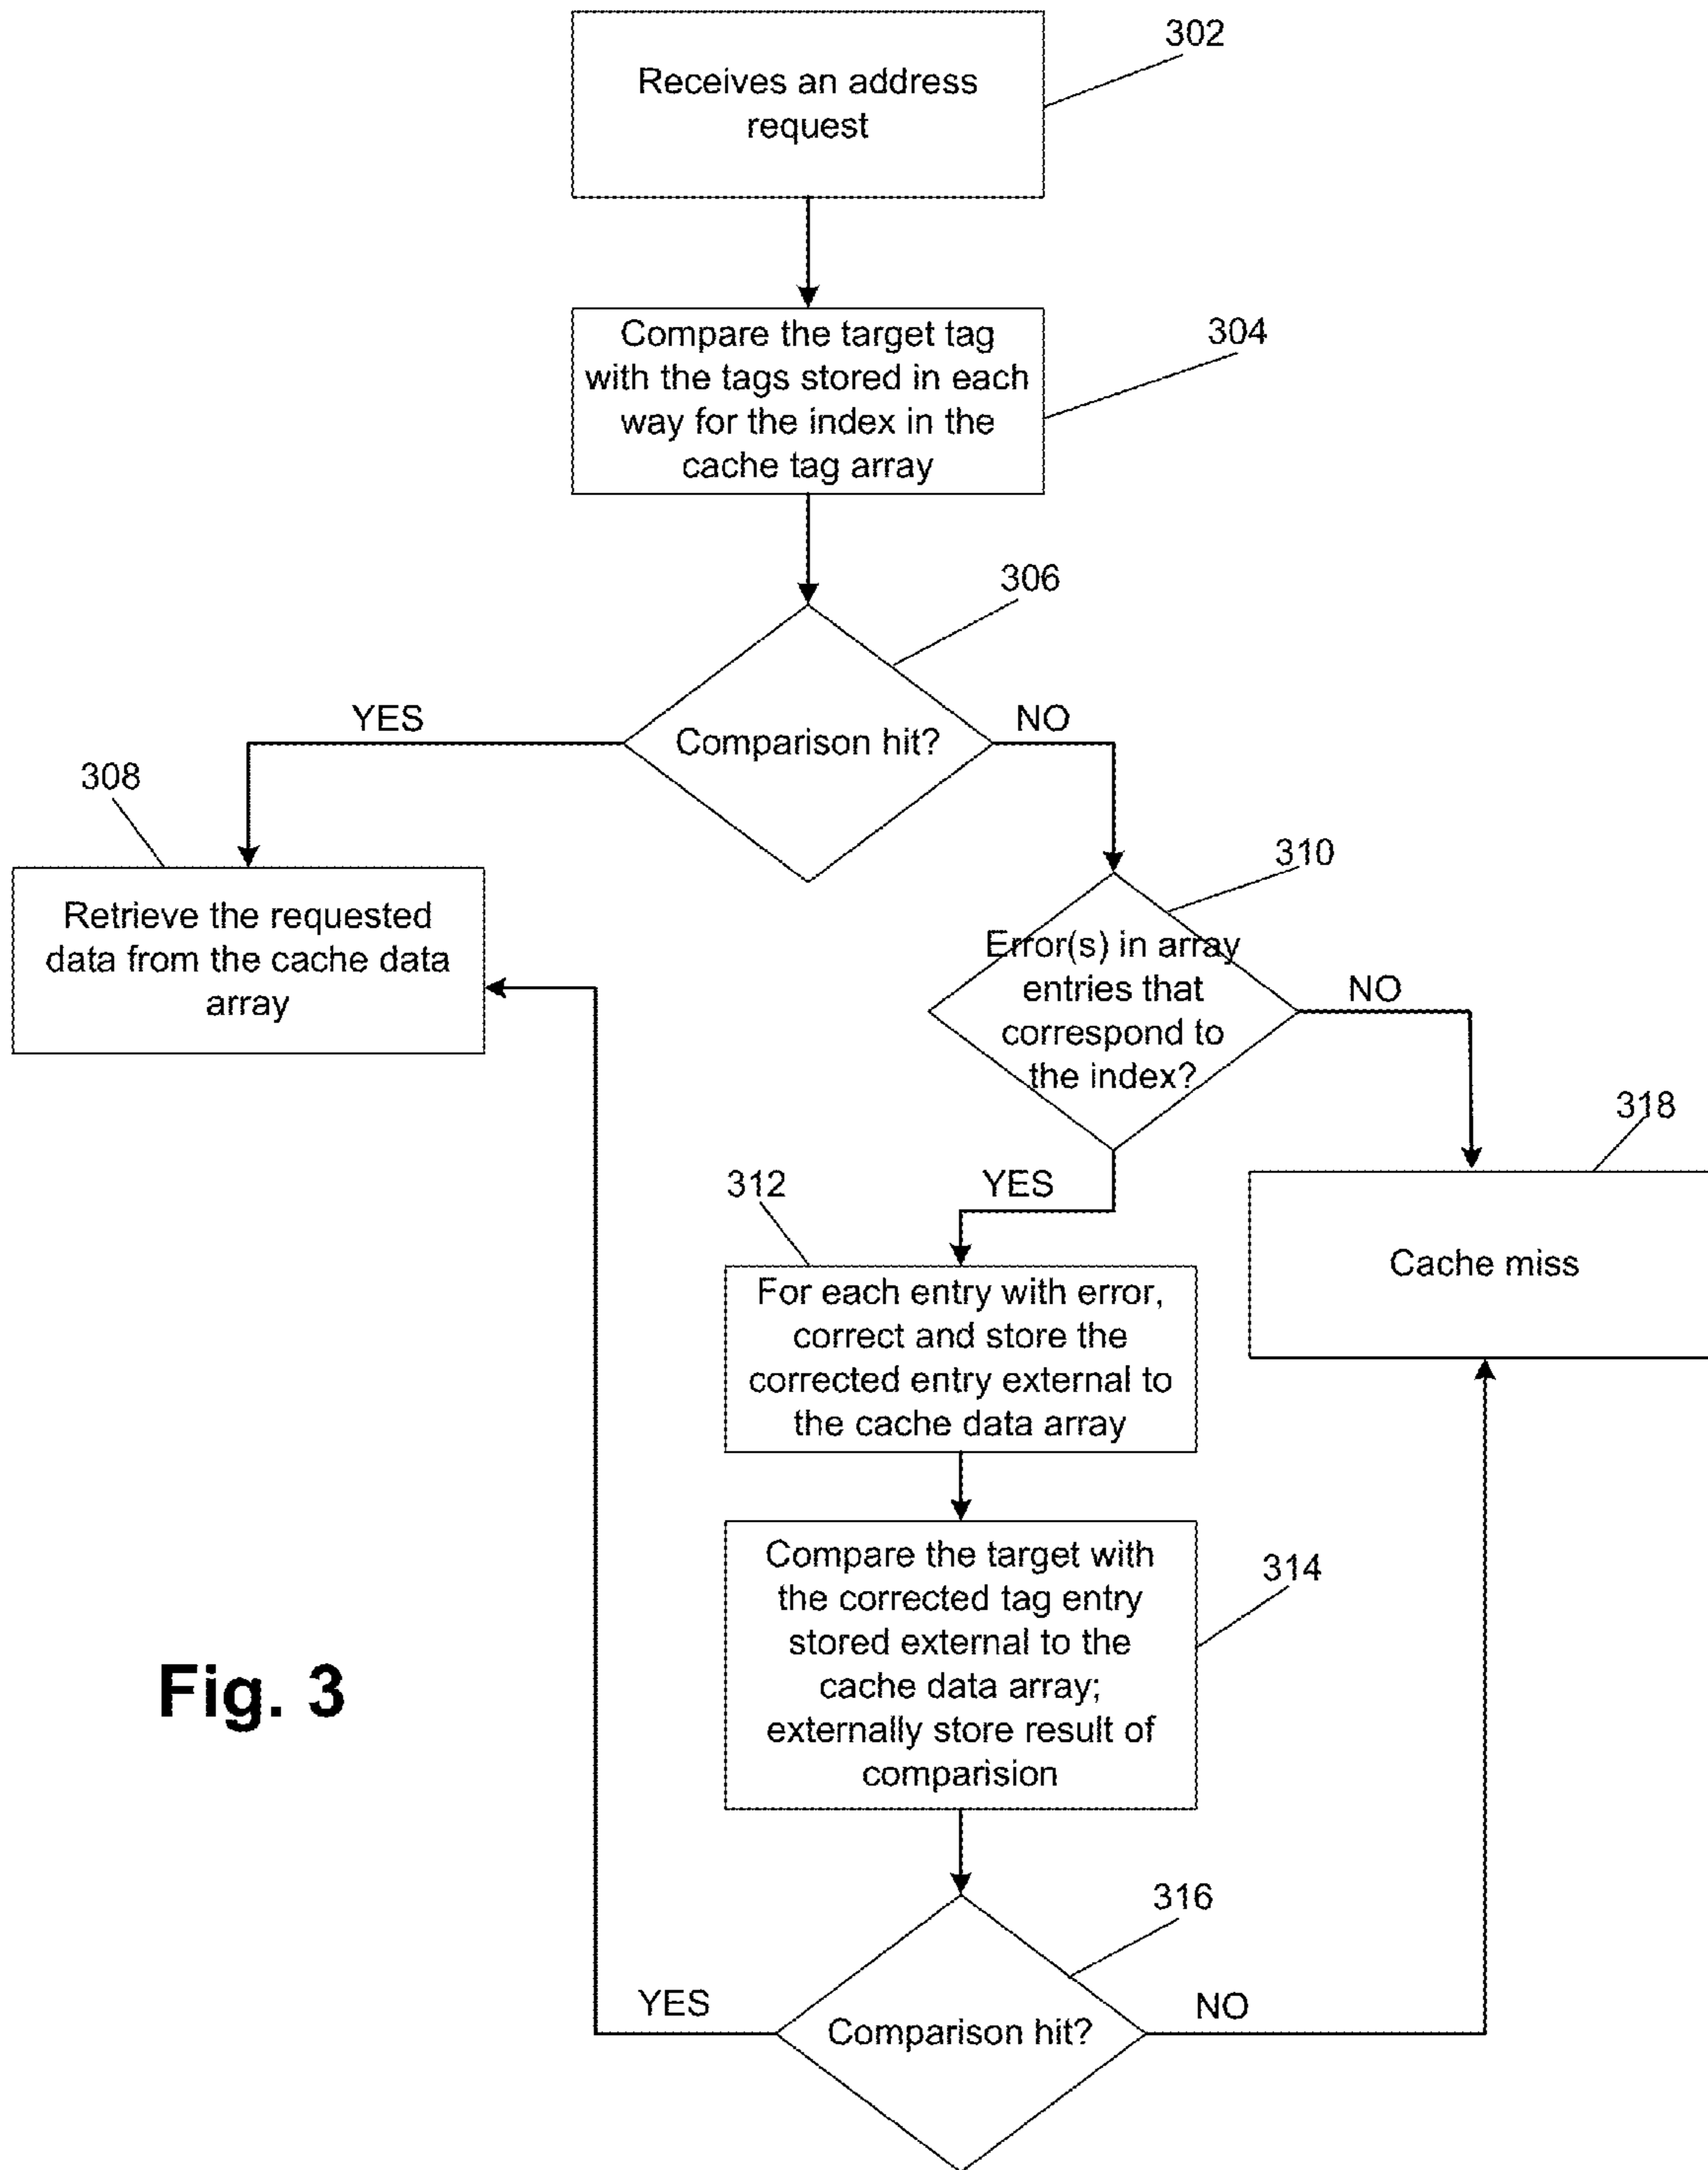 302
Receives an address
request
304
Compare the target tag
with the tags stored in each
way for the index in the
cache tag array
306
Comparison hit?
YES
NO
308
Retrieve the requested
data from the cache data
array
310
Error(s) in array
entries that
correspond to
the index?
NO
YES
318
Cache miss
312
For each entry with error,
correct and store the
corrected entry external to
the cache data array
314
Compare the target with
the corrected tag entry
stored external to the
cache data array;
externally store result of
comparision
316
Comparison hit?
YES
NO
Fig. 3